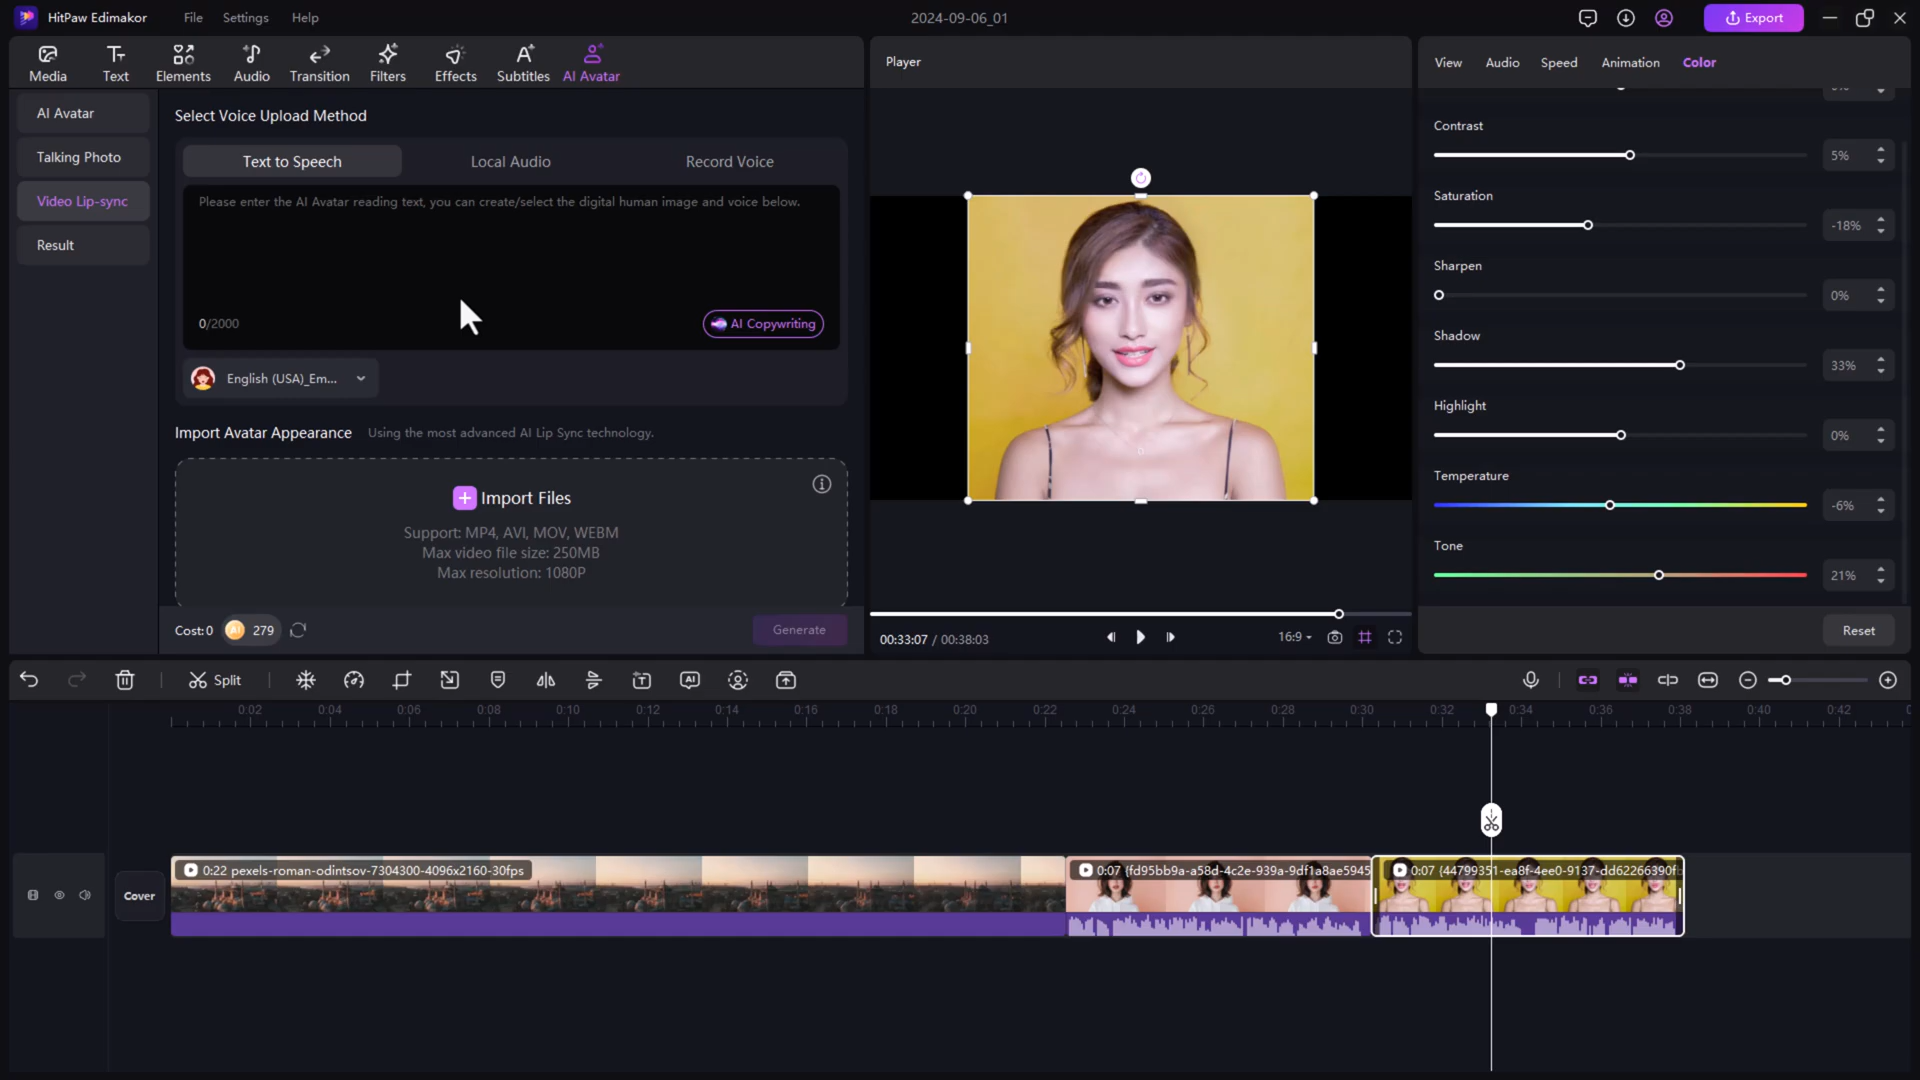 HitPaw Edimakor File Settings Help 2024-09-06_01 Export
Media Text Elements Audio Transition Filters Effects Subtitles AI Avatar
AI Avatar
Talking Photo
Video Lip-sync
Result
Select Voice Upload Method
Text to Speech Local Audio Record Voice
Please enter the AI Avatar reading text, you can create/select the digital human image and voice below.
0/2000 AI Copywriting
English (USA)_Em...
Import Avatar Appearance Using the most advanced AI Lip Sync technology.
Import Files
Support: MP4, AVI, MOV, WEBM
Max video file size: 250MB
Max resolution: 1080P
Cost: 0 AI 279 Generate
Player
00:33:07 / 00:38:03 16:9
View Audio Speed Animation Color
Contrast
5%
Saturation
-18%
Sharpen
0%
Shadow
33%
Highlight
0%
Temperature
-6%
Tone
21%
Reset
Split AI
0:02 0:04 0:06 0:08 0:10 0:12 0:14 0:16 0:18 0:20 0:22 0:24 0:26 0:28 0:30 0:32 0:34 0:36 0:38 0:40 0:42
Cover
0:22 pexels-roman-odintsov-7304300-4096x2160-30fps
0:07 {fd95bb9a-a58d-4c2e-939a-9df1a8ae5945
0:07 {44799351-ea8f-4ee0-9137-dd62266390f